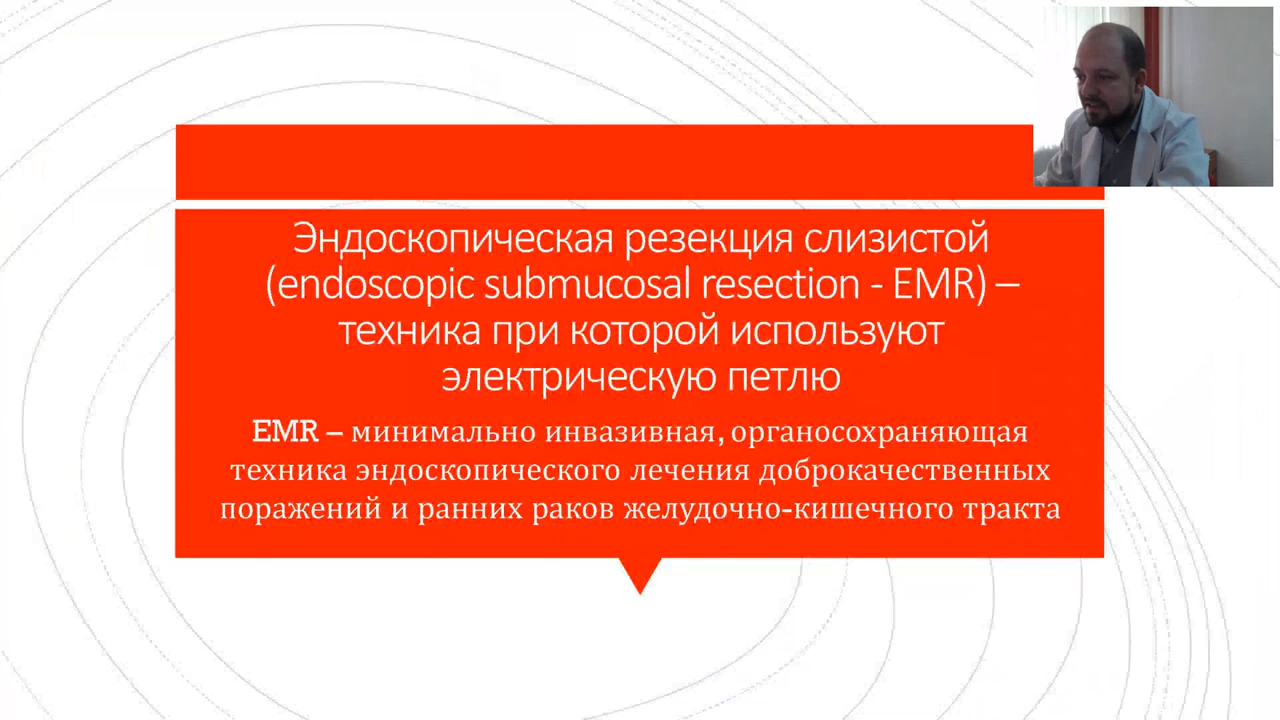 Эндоскопическая резекция слизистой
(endoscopic submucosal resection - EMR) –
техника при которой используют
электрическую петлю
EMR – минимально инвазивная, органосохраняющая
техника эндоскопического лечения доброкачественных
поражений и ранних раков желудочно-кишечного тракта